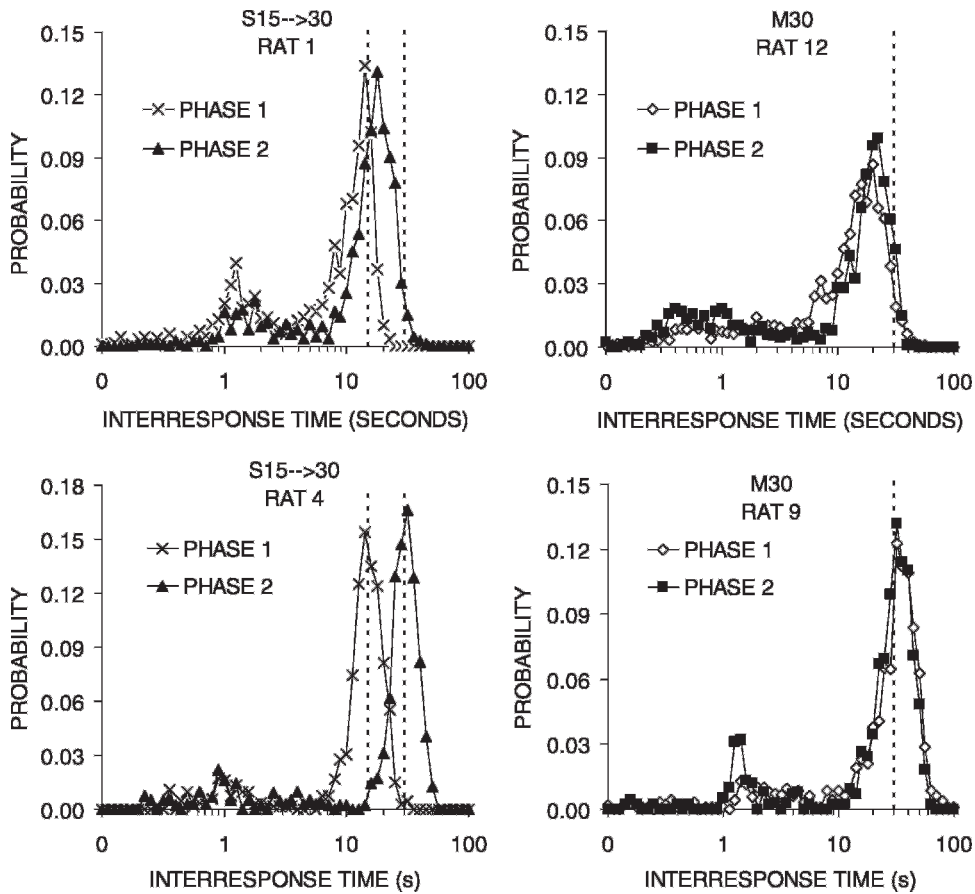 S15-->30
RAT 1
0.15
0.12
0.09
0.06
0.03
0.00
PROBABILITY
PHASE 1
PHASE 2
0 1 10 100
INTERRESPONSE TIME (SECONDS)
M30
RAT 12
0.15
0.12
0.09
0.06
0.03
0.00
PROBABILITY
PHASE 1
PHASE 2
0 1 10 100
INTERRESPONSE TIME (SECONDS)
S15-->30
RAT 4
0.18
0.15
0.12
0.09
0.06
0.03
0.00
PROBABILITY
PHASE 1
PHASE 2
0 1 10 100
INTERRESPONSE TIME (s)
M30
RAT 9
0.15
0.12
0.09
0.06
0.03
0.00
PROBABILITY
PHASE 1
PHASE 2
0 1 10 100
INTERRESPONSE TIME (s)